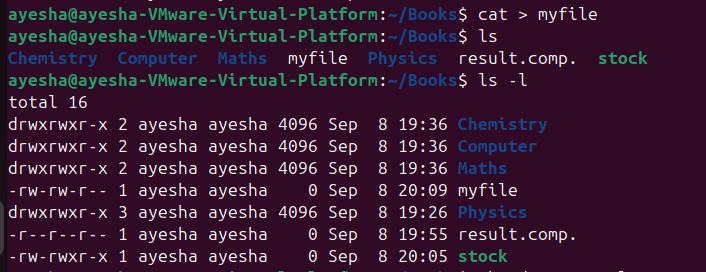 ayesha@ayesha-VMware-Virtual-Platform:~/Books$ cat > myfile
ayesha@ayesha-VMware-Virtual-Platform:~/Books$ ls
Chemistry  Computer  Maths  myfile  Physics  result.comp.  stock
ayesha@ayesha-VMware-Virtual-Platform:~/Books$ ls -l
total 16
drwxrwxr-x 2 ayesha ayesha 4096 Sep  8 19:36 Chemistry
drwxrwxr-x 2 ayesha ayesha 4096 Sep  8 19:36 Computer
drwxrwxr-x 2 ayesha ayesha 4096 Sep  8 19:36 Maths
-rw-rw-r-- 1 ayesha ayesha    0 Sep  8 20:09 myfile
drwxrwxr-x 3 ayesha ayesha 4096 Sep  8 19:26 Physics
-r--r--r-- 1 ayesha ayesha    0 Sep  8 19:55 result.comp.
-rw-rwxr-- 1 ayesha ayesha    0 Sep  8 20:05 stock